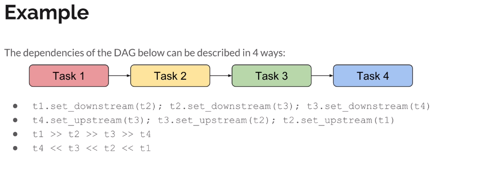 Example
The dependencies of the DAG below can be described in 4 ways:
Task 1 Task 2 Task 3 Task 4
● t1.set_downstream(t2); t2.set_downstream(t3); t3.set_downstream(t4)
● t4.set_upstream(t3); t3.set_upstream(t2); t2.set_upstream(t1)
● t1 >> t2 >> t3 >> t4
● t4 << t3 << t2 << t1